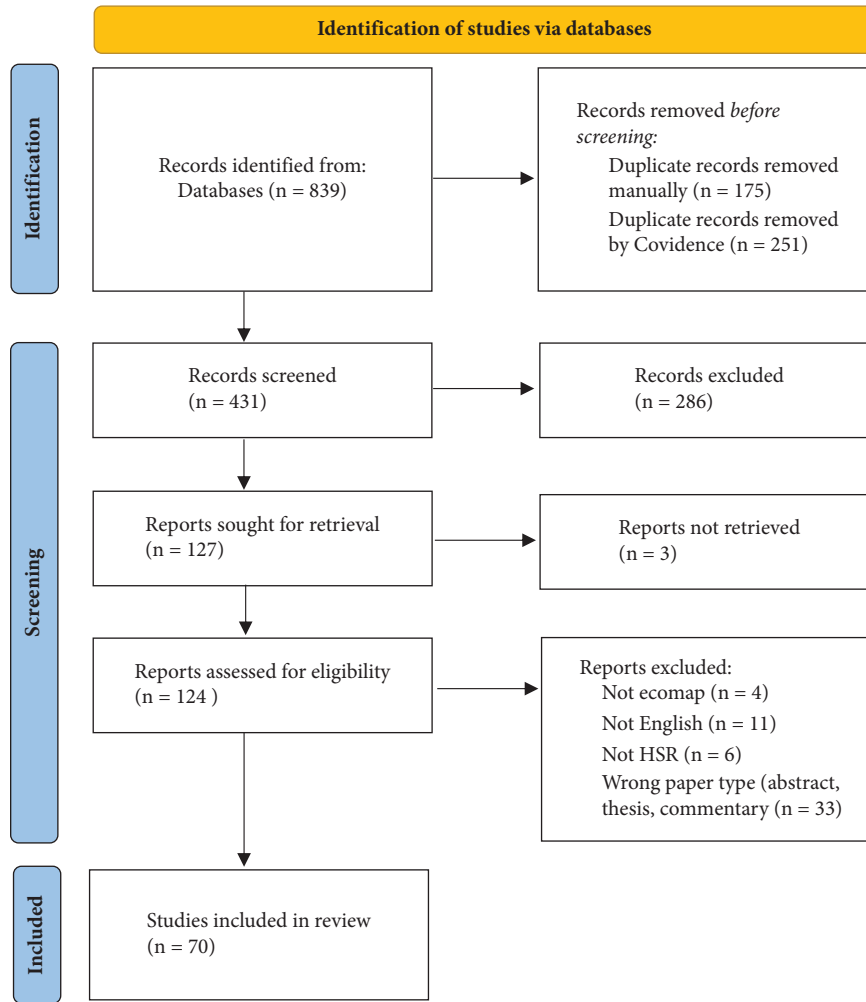 Identification of studies via databases
Identification
Records identified from:
Databases (n = 839)
Records removed before
screening:
Duplicate records removed
manually (n = 175)
Duplicate records removed
by Covidence (n = 251)
Screening
Records screened
(n = 431)
Records excluded
(n = 286)
Reports sought for retrieval
(n = 127)
Reports not retrieved
(n = 3)
Reports assessed for eligibility
(n = 124 )
Reports excluded:
Not ecomap (n = 4)
Not English (n = 11)
Not HSR (n = 6)
Wrong paper type (abstract,
thesis, commentary (n = 33)
Included
Studies included in review
(n = 70)